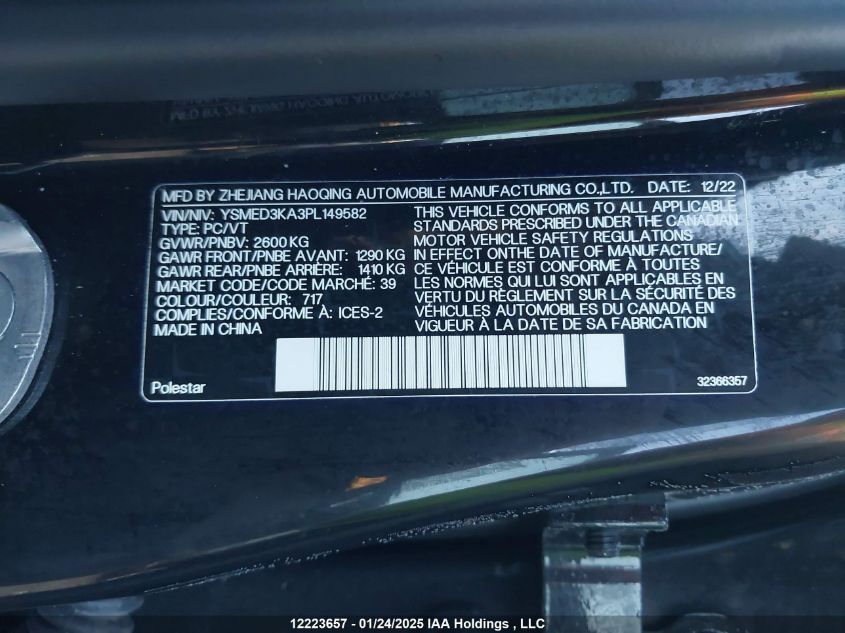 MFD BY ZHEJIANG HAOQING AUTOMOBILE MANUFACTURING CO.,LTD. DATE: 12/22
VIN/NIV: YSMED3KA3PL149582
TYPE: PC/VT
GVWR/PNBV: 2600 KG
GAWR FRONT/PNBE AVANT: 1290 KG
GAWR REAR/PNBE ARRIÈRE: 1410 KG
MARKET CODE/CODE MARCHÉ: 39
COLOUR/COULEUR: 717
COMPLIES/CONFORME À: ICES-2
MADE IN CHINA
THIS VEHICLE CONFORMS TO ALL APPLICABLE
STANDARDS PRESCRIBED UNDER THE CANADIAN
MOTOR VEHICLE SAFETY REGULATIONS
IN EFFECT ONTHE DATE OF MANUFACTURE/
CE VÉHICULE EST CONFORME À TOUTES
LES NORMES QUI LUI SONT APPLICABLES EN
VERTU DU RÈGLEMENT SUR LA SÉCURITÉ DES
VÉHICULES AUTOMOBILES DU CANADA EN
VIGUEUR À LA DATE DE SA FABRICATION
Polestar
32366357
12223657 - 01/24/2025 IAA Holdings , LLC